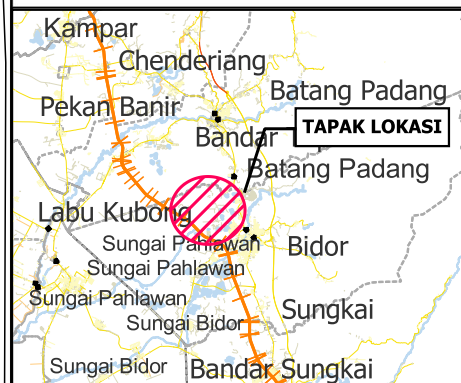 Kampar
Chenderiang
Batang Padang
Pekan Banir
TAPAK LOKASI
Bandar
Batang Padang
Labu Kubong
Sungai Pahlawan
Bidor
Sungai Pahlawan
Sungai Pahlawan
Sungkai
Sungai Bidor
Sungai Bidor
Bandar Sungkai